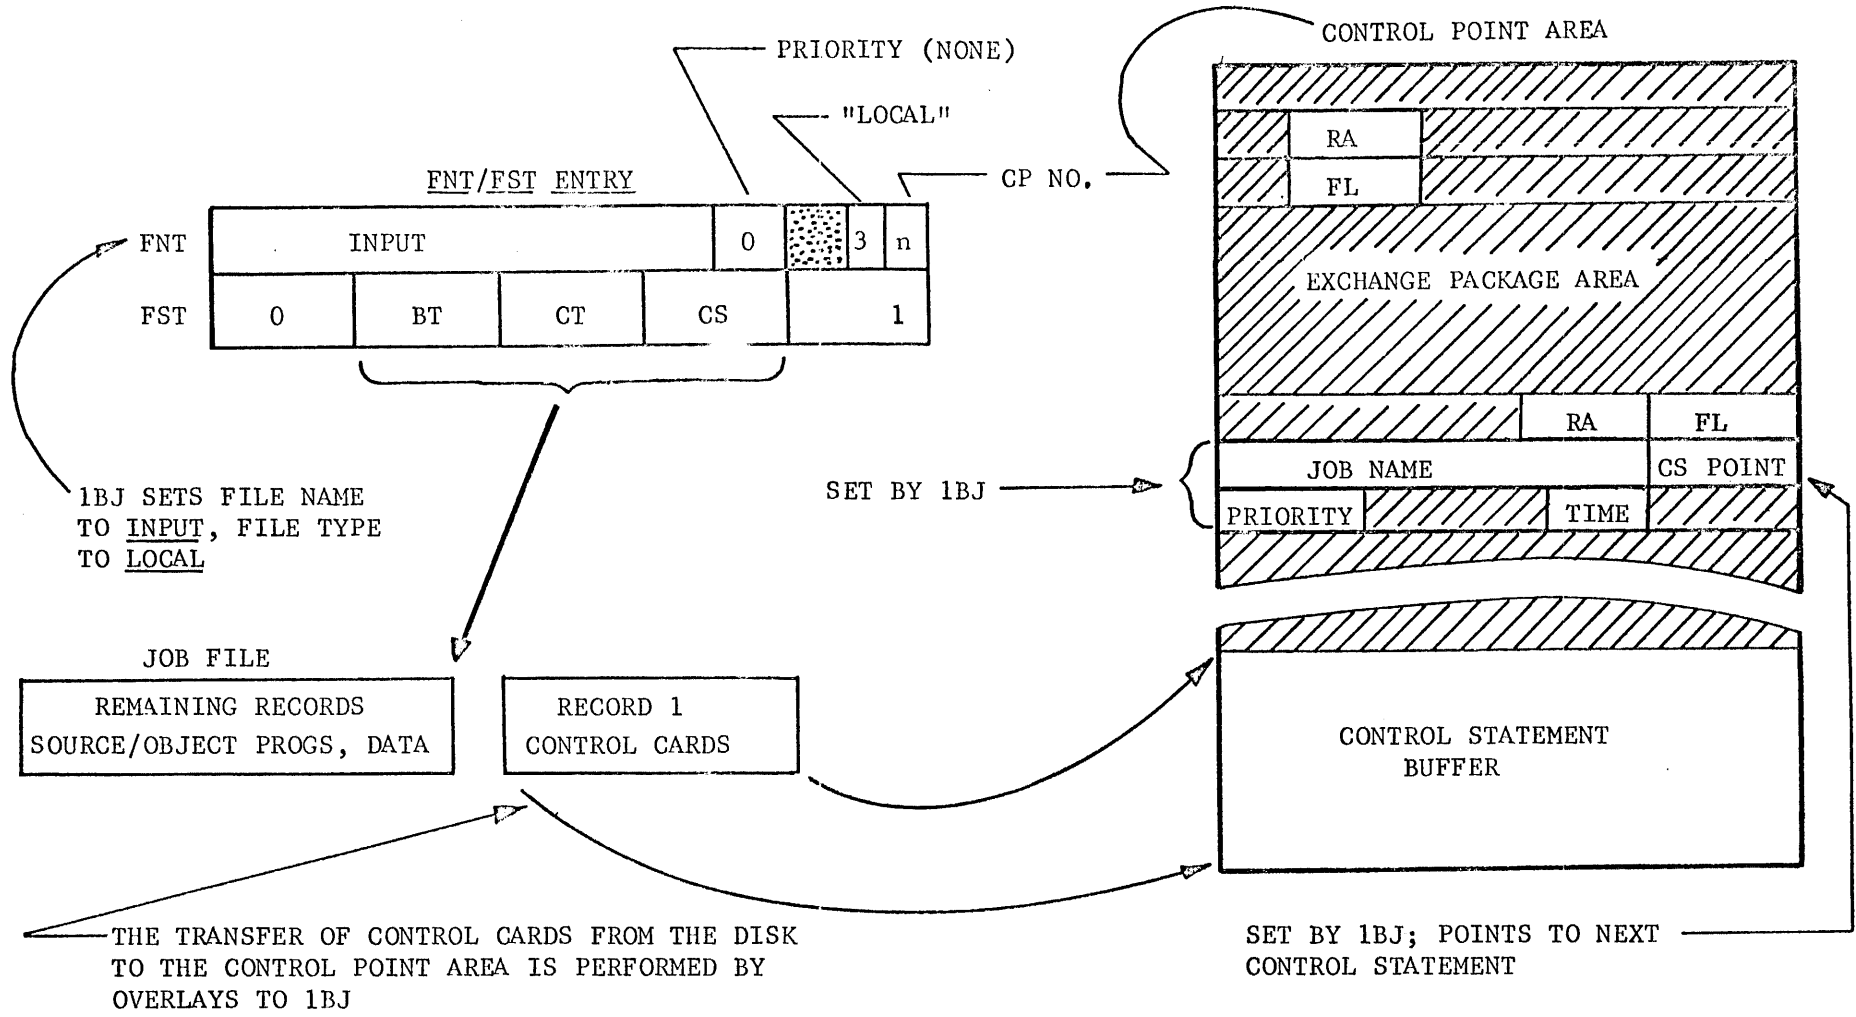 CONTROL POINT AREA
PRIORITY (NONE)
"LOCAL"
CP NO.
FNT/FST ENTRY
FNT
INPUT
0
3
n
FST
0
BT
CT
CS
1
1BJ SETS FILE NAME
TO INPUT, FILE TYPE
TO LOCAL
RA
FL
EXCHANGE PACKAGE AREA
RA
FL
JOB NAME
CS POINT
PRIORITY
TIME
SET BY 1BJ
JOB FILE
REMAINING RECORDS
SOURCE/OBJECT PROGS, DATA
RECORD 1
CONTROL CARDS
CONTROL STATEMENT
BUFFER
THE TRANSFER OF CONTROL CARDS FROM THE DISK
TO THE CONTROL POINT AREA IS PERFORMED BY
OVERLAYS TO 1BJ
SET BY 1BJ; POINTS TO NEXT
CONTROL STATEMENT